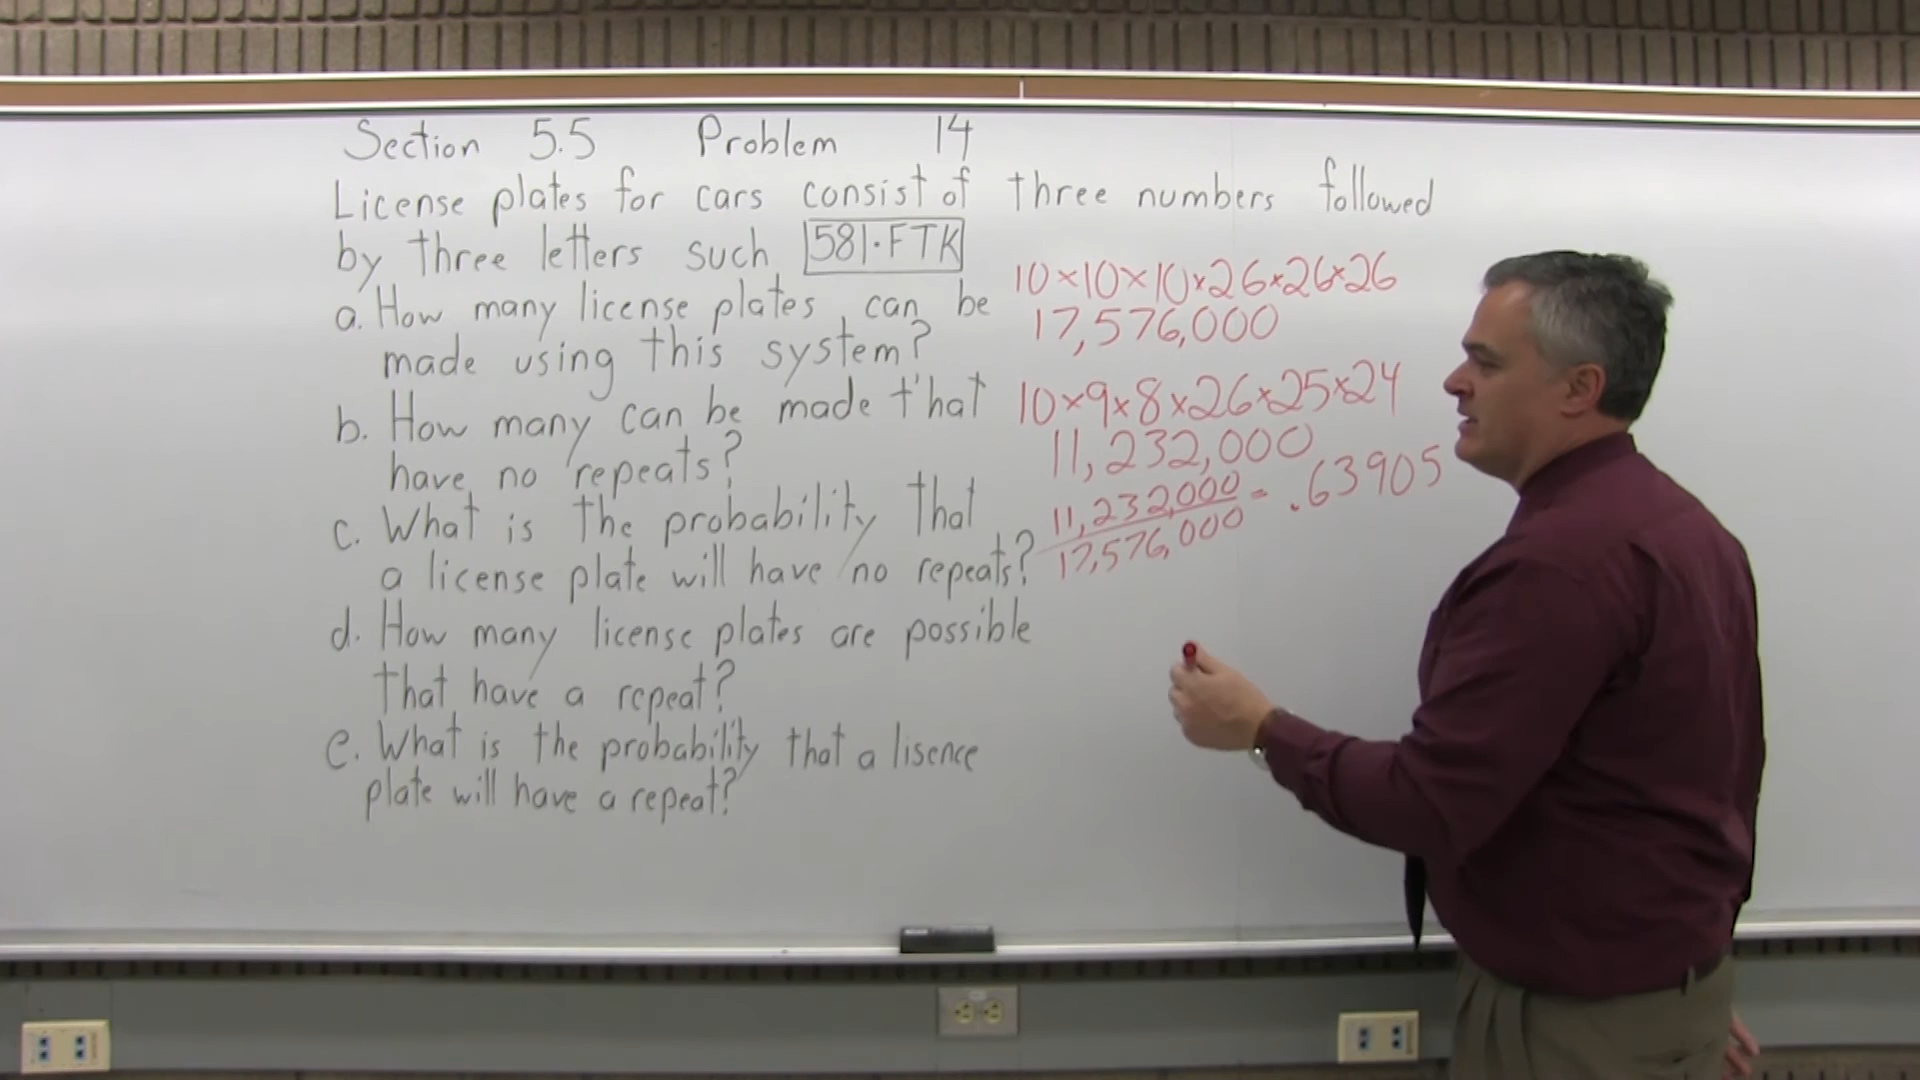 Section 5.5 Problem 14
License plates for cars consist of three numbers followed
by three letters such 581·FTK
a. How many license plates can be
made using this system?
10×10×10×26×26×26
17,576,000
b. How many can be made that
have no repeats?
10×9×8×26×25×24
11,232,000
c. What is the probability that
a license plate will have no repeats?
11,232,000
17,576,000
= .63905
d. How many license plates are possible
that have a repeat?
e. What is the probability that a lisence
plate will have a repeat?